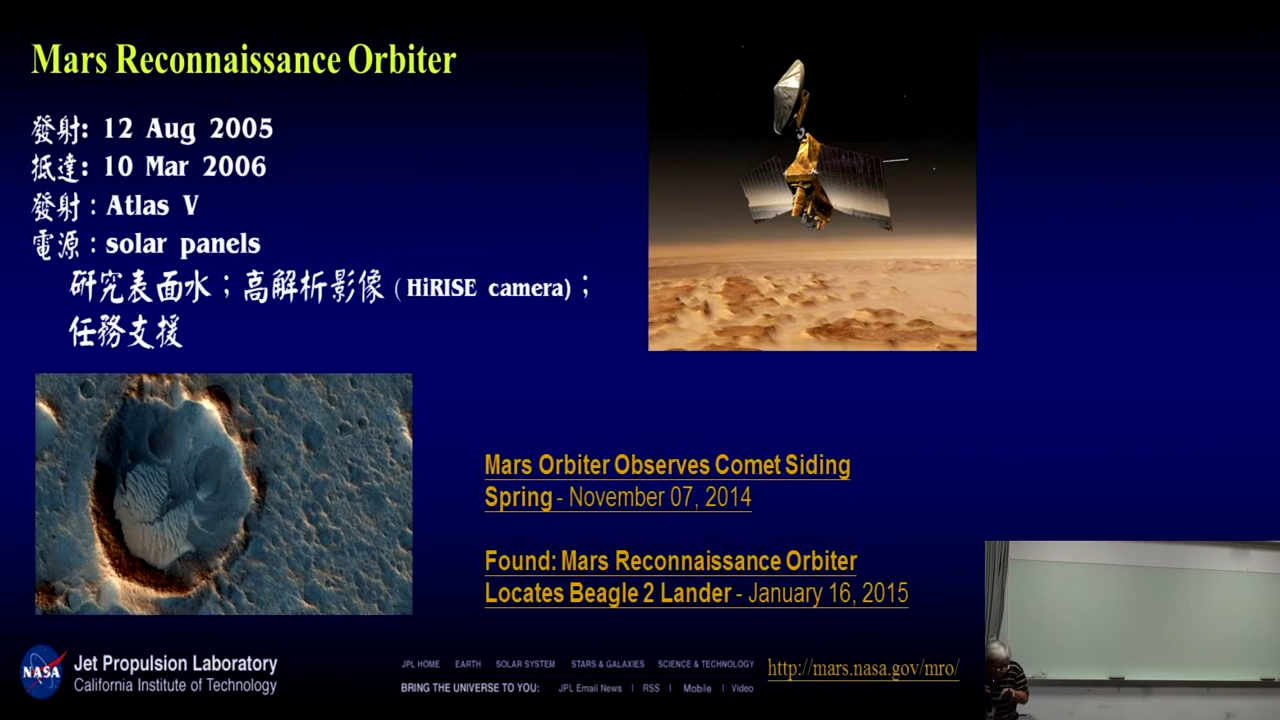 Mars Reconnaissance Orbiter
發射: 12 Aug 2005
抵達: 10 Mar 2006
發射 : Atlas V
電源 : solar panels
研究表面水；高解析影像 ( HiRISE camera)；
任務支援
Mars Orbiter Observes Comet Siding
Spring - November 07, 2014
Found: Mars Reconnaissance Orbiter
Locates Beagle 2 Lander - January 16, 2015
NASA
Jet Propulsion Laboratory
California Institute of Technology
JPL HOME EARTH SOLAR SYSTEM STARS & GALAXIES SCIENCE & TECHNOLOGY
BRING THE UNIVERSE TO YOU: JPL Email News | RSS | Mobile | Video
http://mars.nasa.gov/mro/